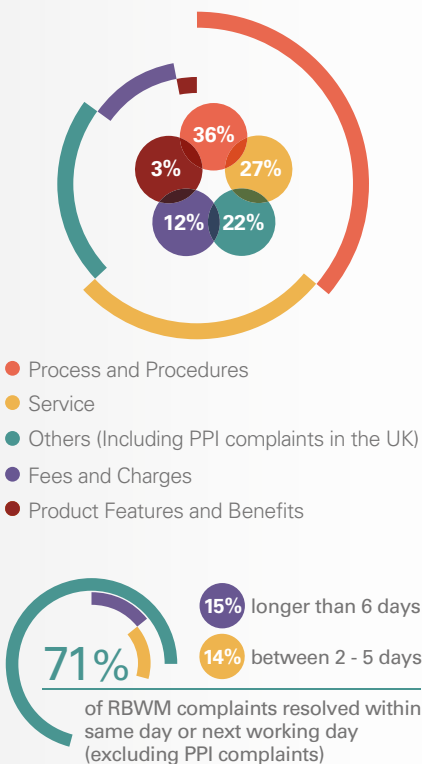 36%
3%
27%
12%
22%
Process and Procedures
Service
Others (Including PPI complaints in the UK)
Fees and Charges
Product Features and Benefits
15% longer than 6 days
71%
14% between 2 - 5 days
of RBWM complaints resolved within
same day or next working day
(excluding PPI complaints)